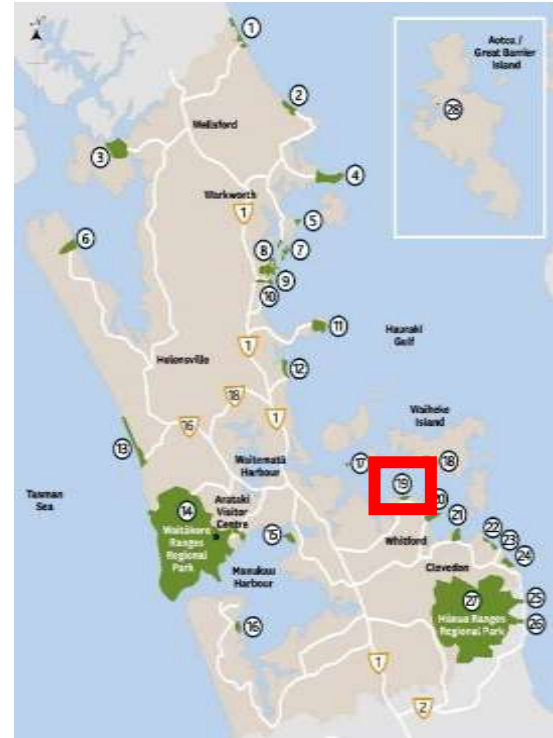 1
Aotea /
Great Barrier
Island
2
28
Wellsford
3
4
Warkworth
1
5
6
8
7
9
10
11
Hauraki
Gulf
1
Helensville
12
18
Waiheke
Island
16
1
13
Waitematā
Harbour
17
18
19
Tasman
Sea
14
Arataki
Visitor
Centre
20
Waitākere
Ranges
Regional
Park
15
21
22
Whitford
23
Manukau
Harbour
Clevedon
24
27
25
Hūnua Ranges
Regional Park
26
16
1
2